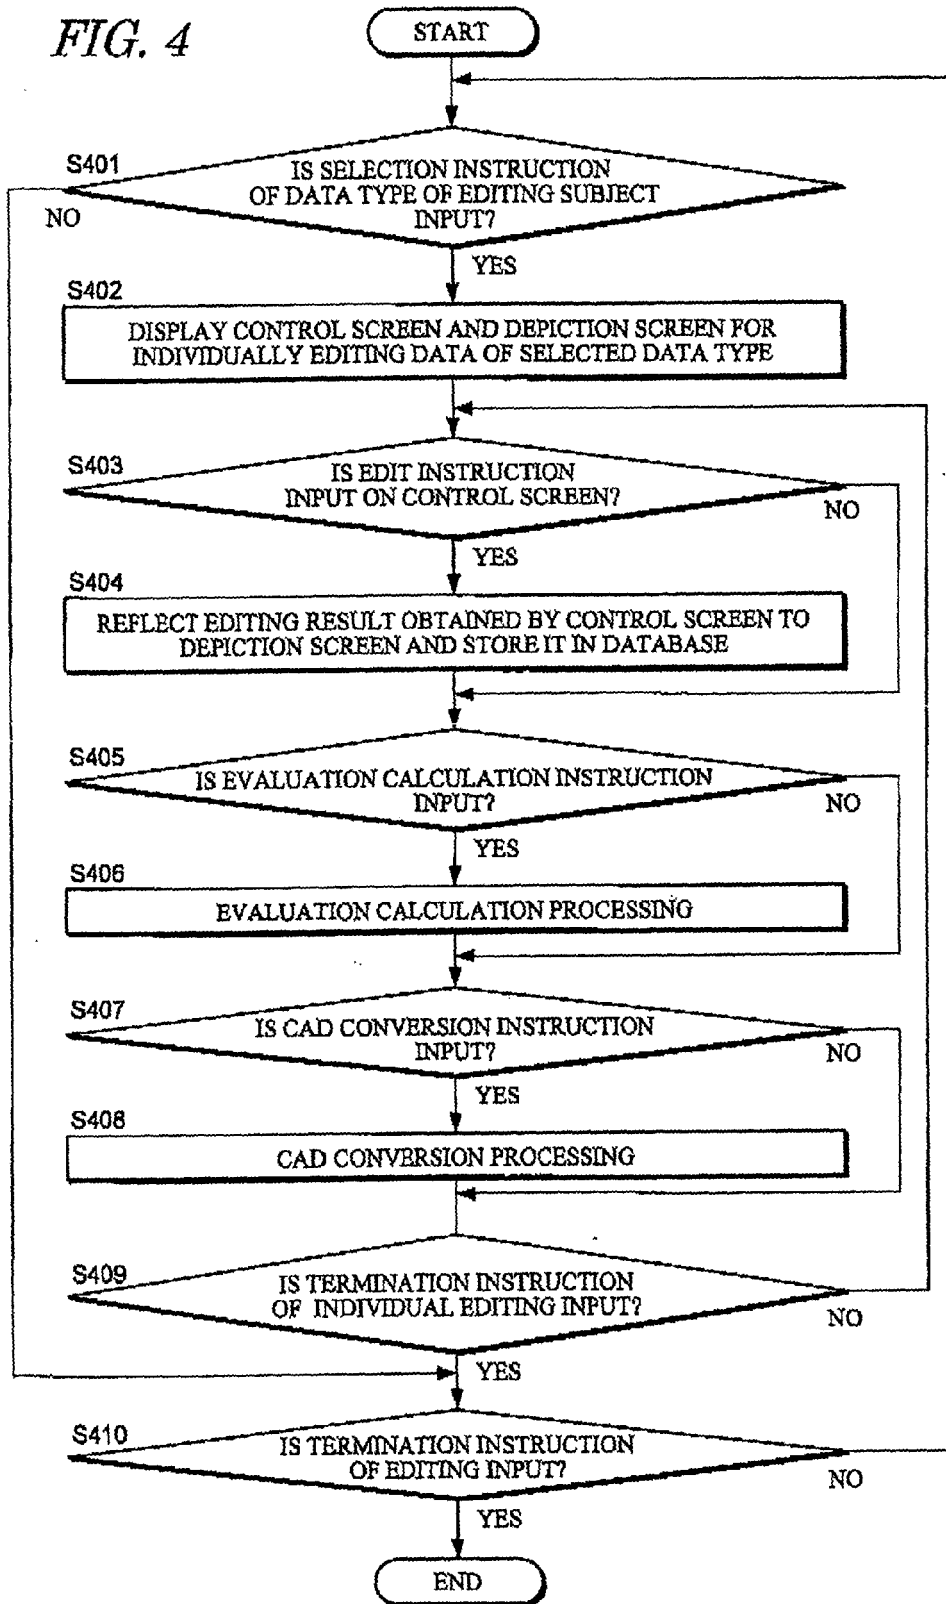 FIG. 4
START
S401
IS SELECTION INSTRUCTION
OF DATA TYPE OF EDITING SUBJECT
INPUT?
NO
YES
S402
DISPLAY CONTROL SCREEN AND DEPICTION SCREEN FOR
INDIVIDUALLY EDITING DATA OF SELECTED DATA TYPE
S403
IS EDIT INSTRUCTION
INPUT ON CONTROL SCREEN?
NO
YES
S404
REFLECT EDITING RESULT OBTAINED BY CONTROL SCREEN TO
DEPICTION SCREEN AND STORE IT IN DATABASE
S405
IS EVALUATION CALCULATION INSTRUCTION
INPUT?
NO
YES
S406
EVALUATION CALCULATION PROCESSING
S407
IS CAD CONVERSION INSTRUCTION
INPUT?
NO
YES
S408
CAD CONVERSION PROCESSING
S409
IS TERMINATION INSTRUCTION
OF INDIVIDUAL EDITING INPUT?
NO
YES
S410
IS TERMINATION INSTRUCTION
OF EDITING INPUT?
NO
YES
END